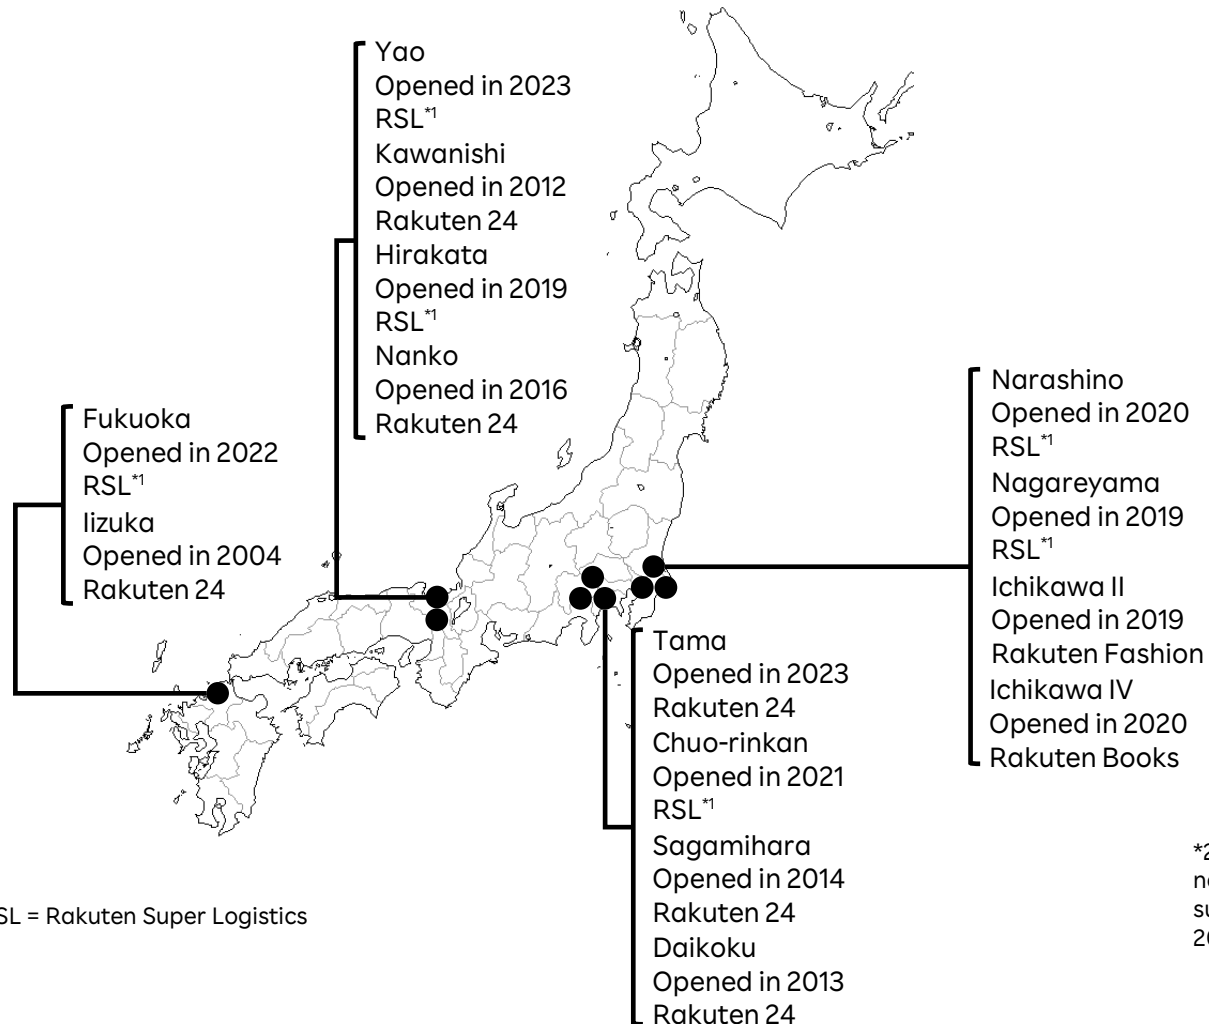 Yao
Opened in 2023
RSL*1
Kawanishi
Opened in 2012
Rakuten 24
Hirakata
Opened in 2019
RSL*1
Nanko
Opened in 2016
Rakuten 24
Fukuoka
Opened in 2022
RSL*1
Iizuka
Opened in 2004
Rakuten 24
Narashino
Opened in 2020
RSL*1
Nagareyama
Opened in 2019
RSL*1
Ichikawa II
Opened in 2019
Rakuten Fashion
Ichikawa IV
Opened in 2020
Rakuten Books
Tama
Opened in 2023
Rakuten 24
Chuo-rinkan
Opened in 2021
RSL*1
Sagamihara
Opened in 2014
Rakuten 24
Daikoku
Opened in 2013
Rakuten 24
SL = Rakuten Super Logistics
*2